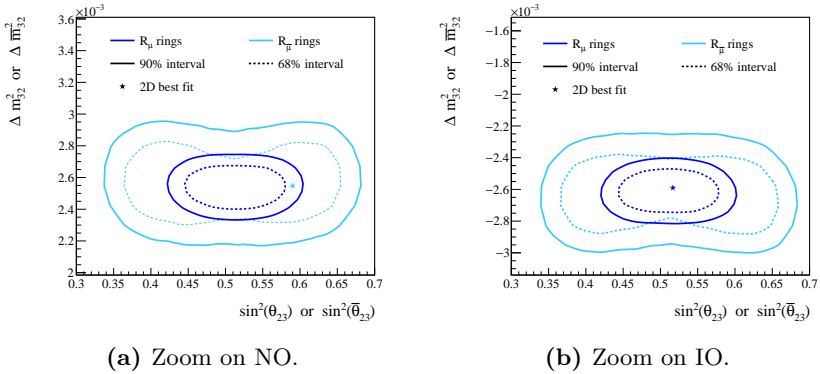 ×10⁻³
3.6
3.4
3.2
3
2.8
2.6
2.4
2.2
2
Δ m²₃₂ or Δ m̅²₃₂
R_μ rings
R_μ̅ rings
90% interval
68% interval
2D best fit
0.3 0.35 0.4 0.45 0.5 0.55 0.6 0.65 0.7
sin²(θ₂₃) or sin²(θ̅₂₃)
(a) Zoom on NO.
×10⁻³
−1.6
−1.8
−2
−2.2
−2.4
−2.6
−2.8
−3
Δ m²₃₂ or Δ m̅²₃₂
R_μ rings
R_μ̅ rings
90% interval
68% interval
2D best fit
0.3 0.35 0.4 0.45 0.5 0.55 0.6 0.65 0.7
sin²(θ₂₃) or sin²(θ̅₂₃)
(b) Zoom on IO.